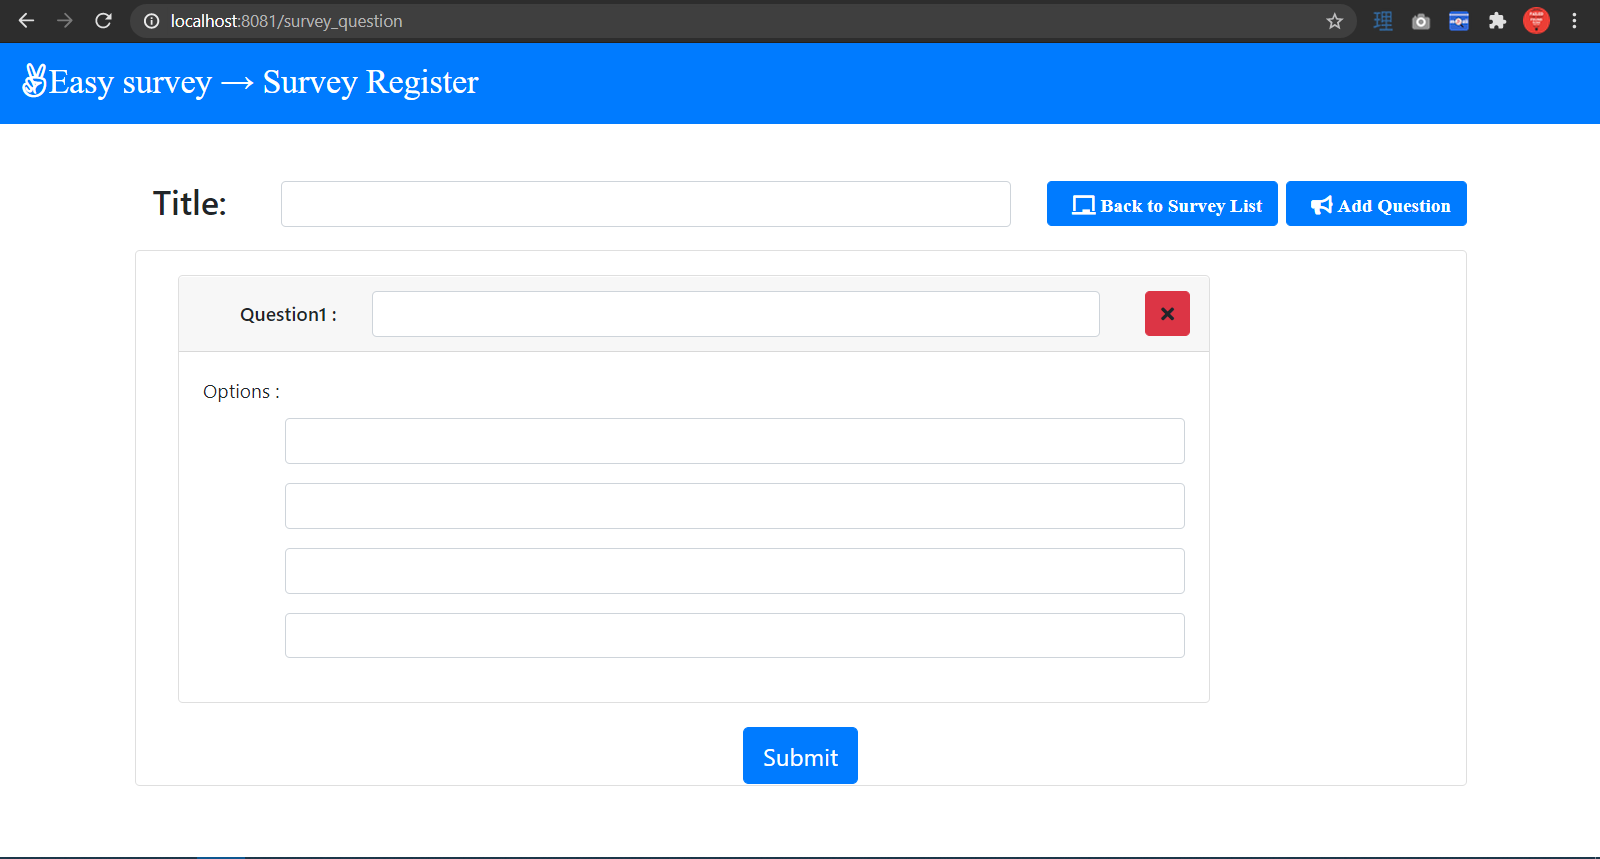 localhost:8081/survey_question
理
Easy survey → Survey Register
Title:
Back to Survey List
Add Question
Question1 :
Options :
Submit